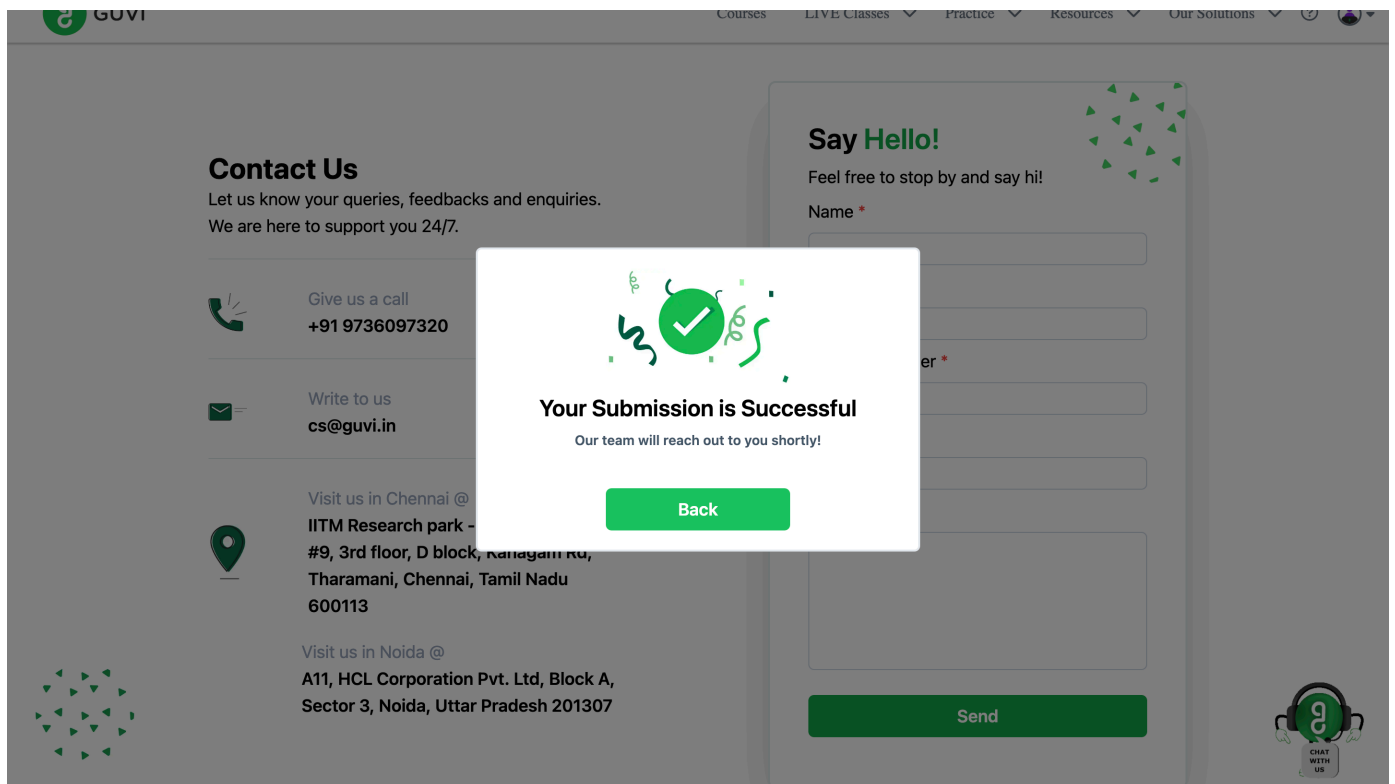 GUVI
Courses LIVE Classes Practice Resources Our Solutions ?
Contact Us
Let us know your queries, feedbacks and enquiries.
We are here to support you 24/7.
Give us a call
+91 9736097320
Write to us
cs@guvi.in
Visit us in Chennai @
IITM Research park -
#9, 3rd floor, D block, Kanagam Rd,
Tharamani, Chennai, Tamil Nadu
600113
Visit us in Noida @
A11, HCL Corporation Pvt. Ltd, Block A,
Sector 3, Noida, Uttar Pradesh 201307
Your Submission is Successful
Our team will reach out to you shortly!
Back
Say Hello!
Feel free to stop by and say hi!
Name *
er *
Send
CHAT
WITH
US